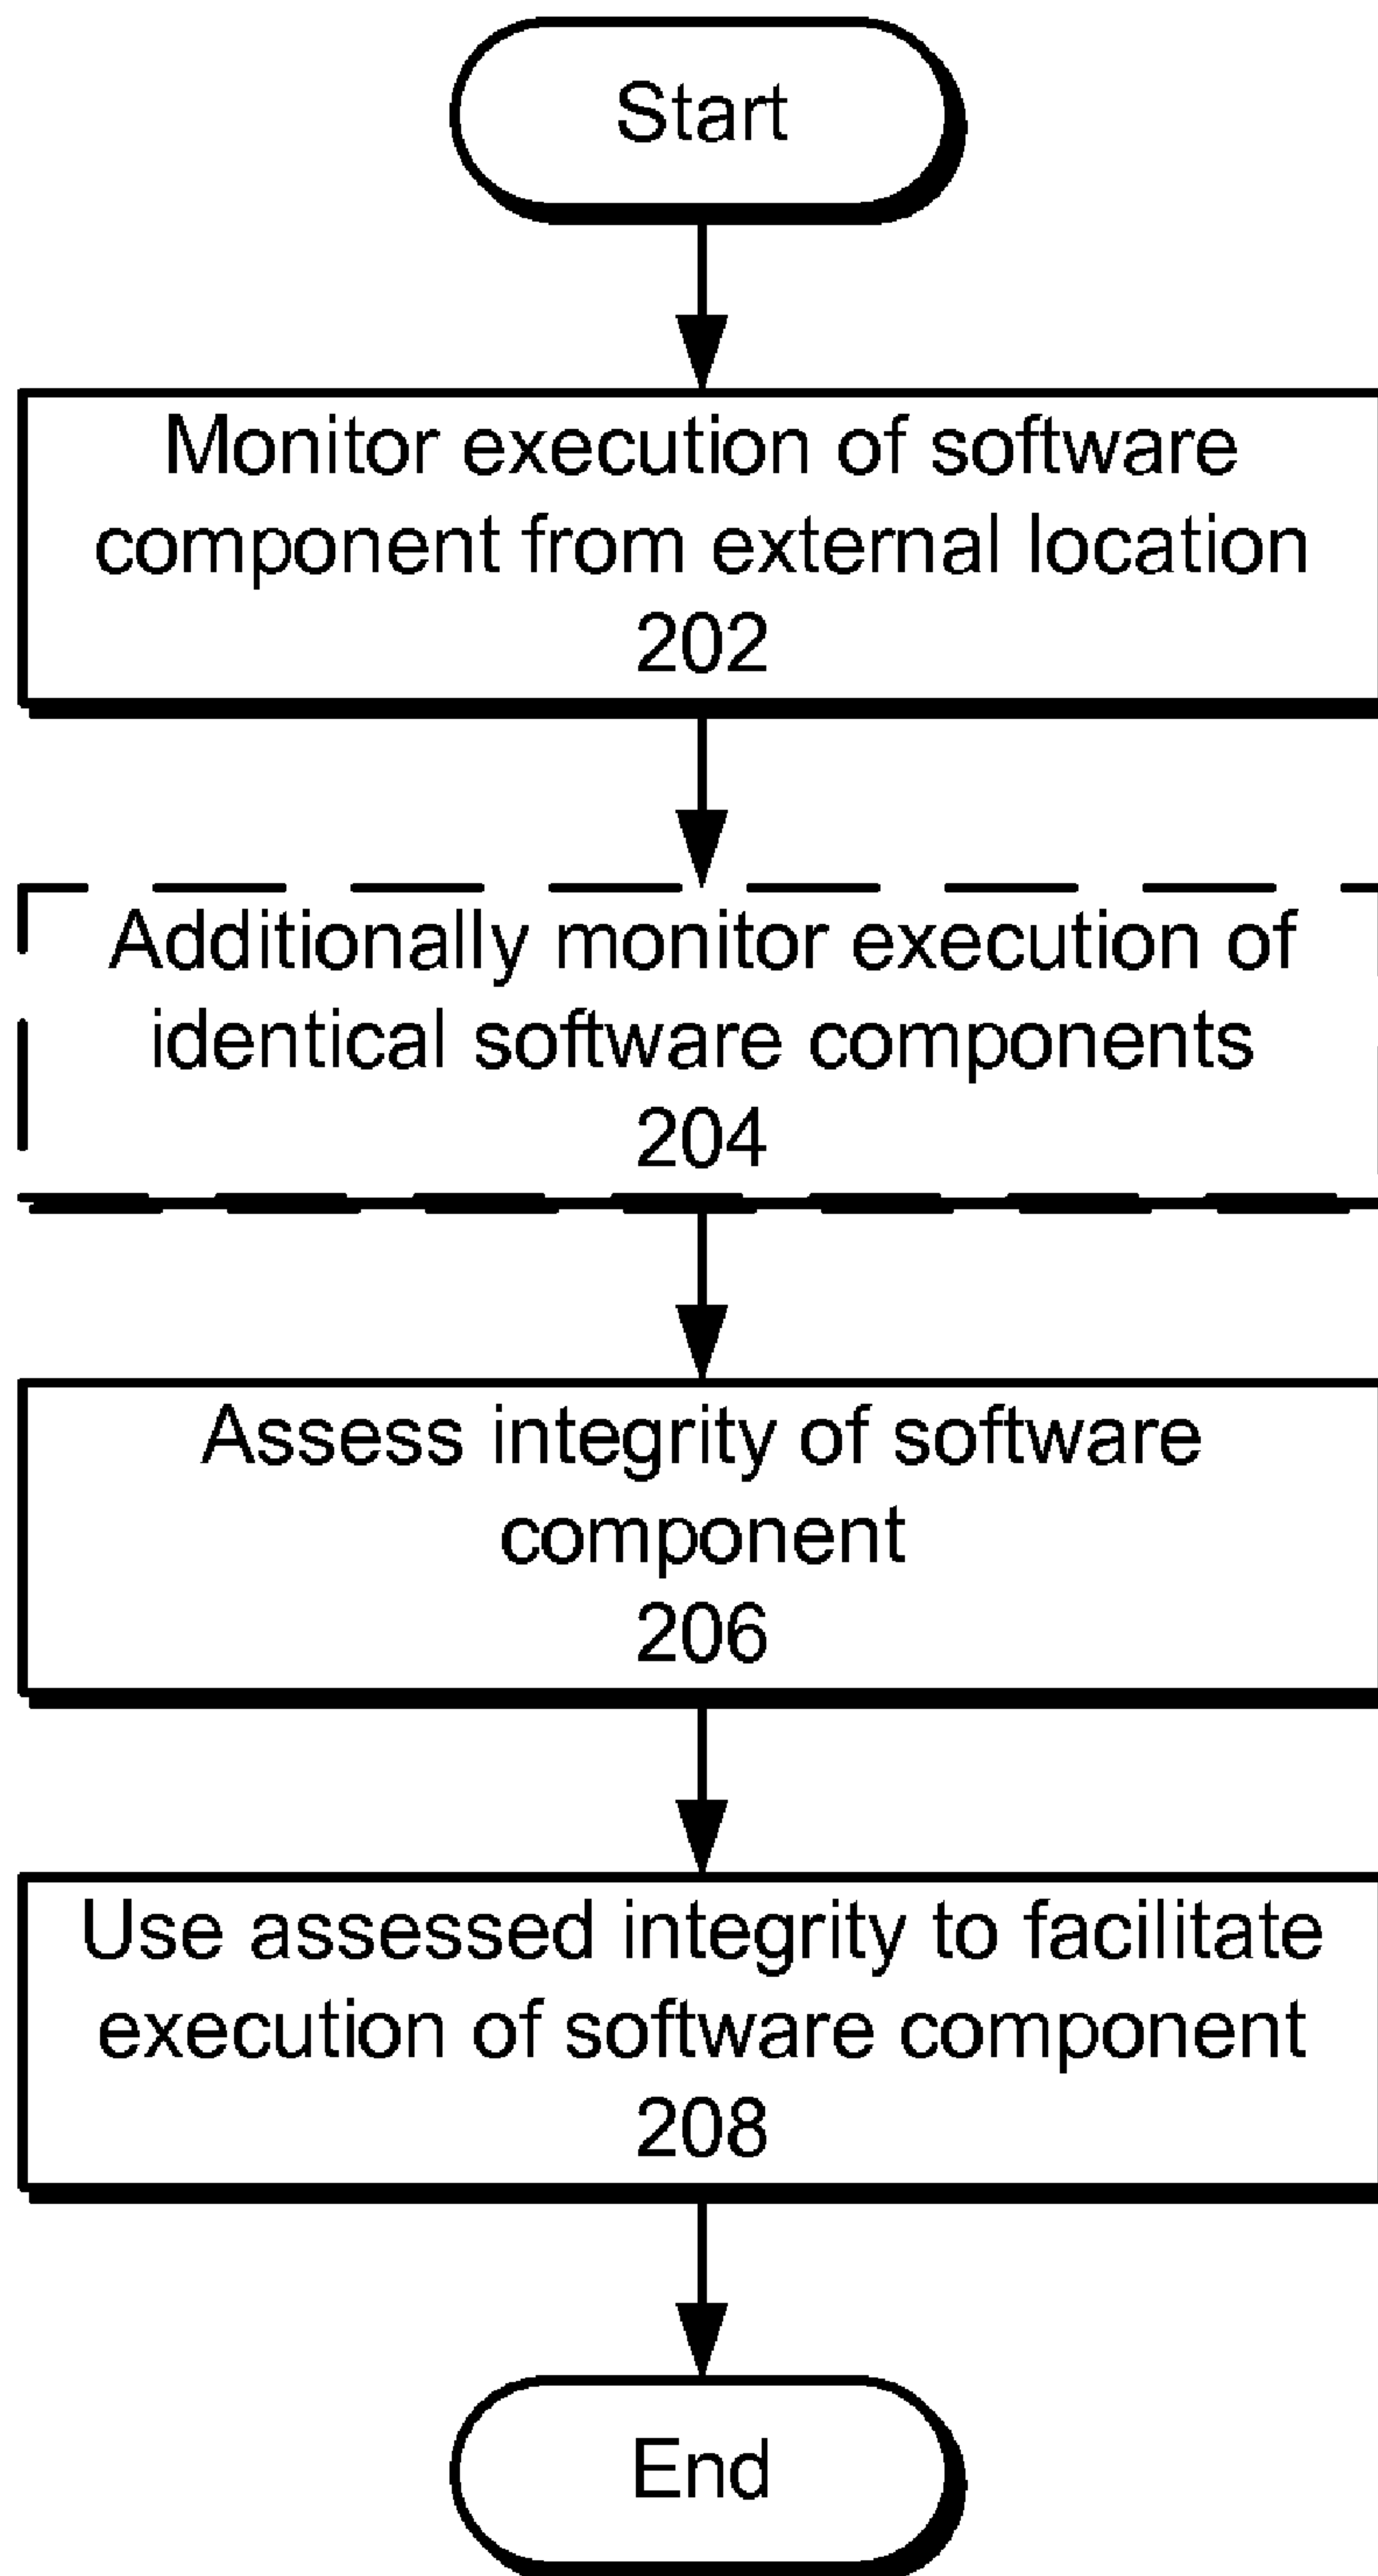 Start
Monitor execution of software
component from external location
202
Additionally monitor execution of
identical software components
204
Assess integrity of software
component
206
Use assessed integrity to facilitate
execution of software component
208
End